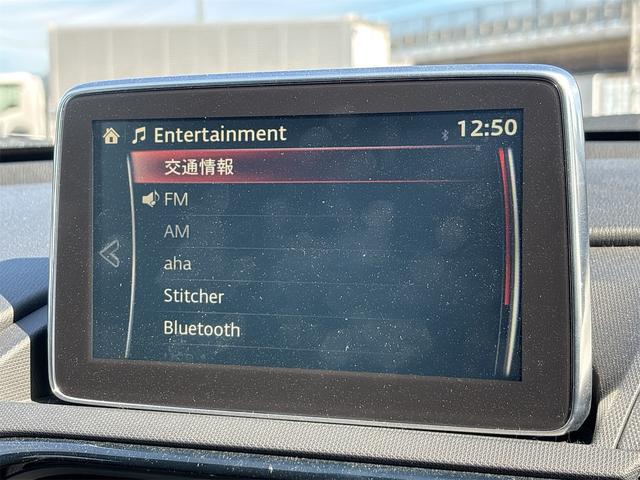 Entertainment 12:50
交通情報
FM
AM
aha
Stitcher
Bluetooth